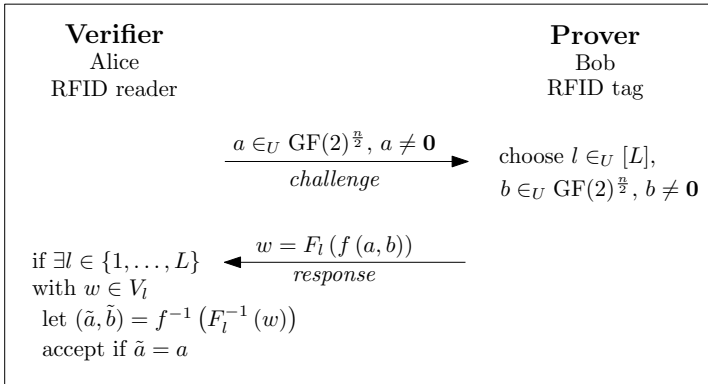 Verifier
Alice
RFID reader
Prover
Bob
RFID tag
a ∈_U GF(2)^{n/2}, a ≠ 0
challenge
choose l ∈_U [L],
b ∈_U GF(2)^{n/2}, b ≠ 0
w = F_l (f (a, b))
response
if ∃l ∈ {1, . . . , L}
with w ∈ V_l
let (ã, b̃) = f^{−1} (F_l^{−1} (w))
accept if ã = a